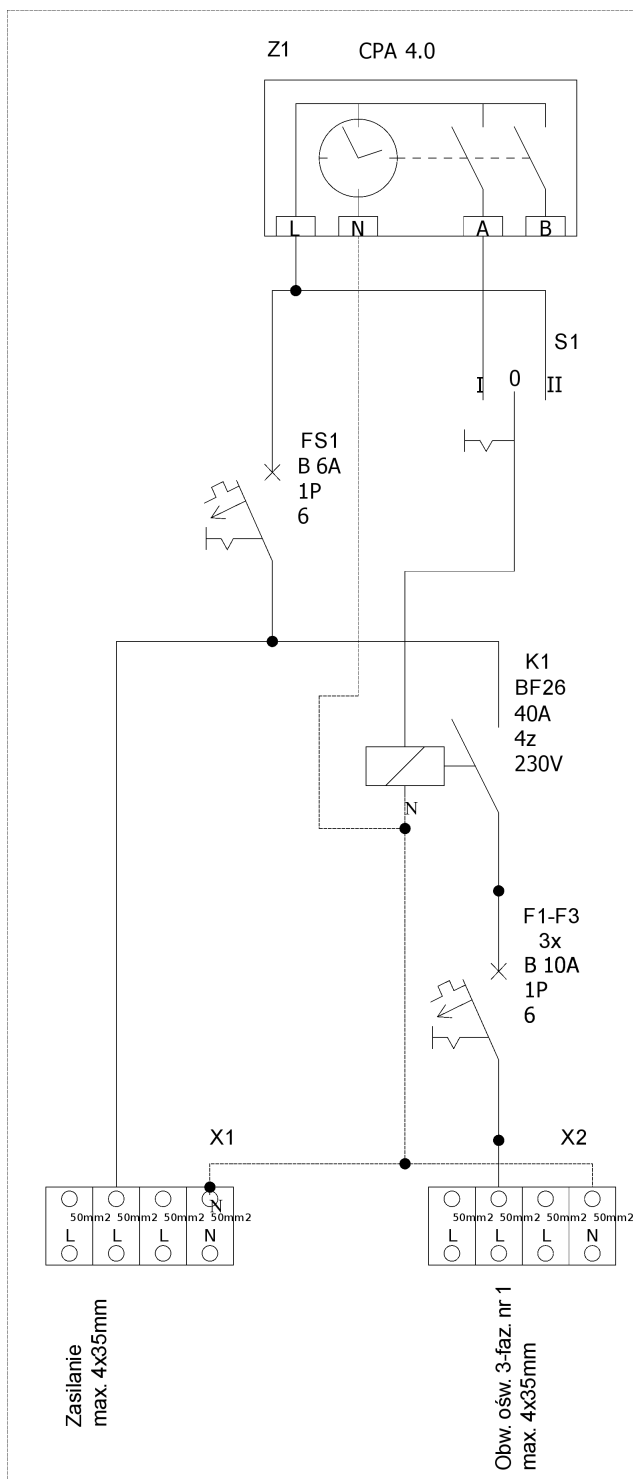 Z1 CPA 4.0
L N A B
S1
I 0 II
FS1
B 6A
1P
6
K1
BF26
40A
4z
230V
N
F1-F3
3x
B 10A
1P
6
X1 X2
N
50mm2 50mm2 50mm2 50mm2
L L L N
50mm2 50mm2 50mm2 50mm2
L L L N
Zasilanie
max. 4x35mm
Obw. ośw. 3-faz. nr 1
max. 4x35mm